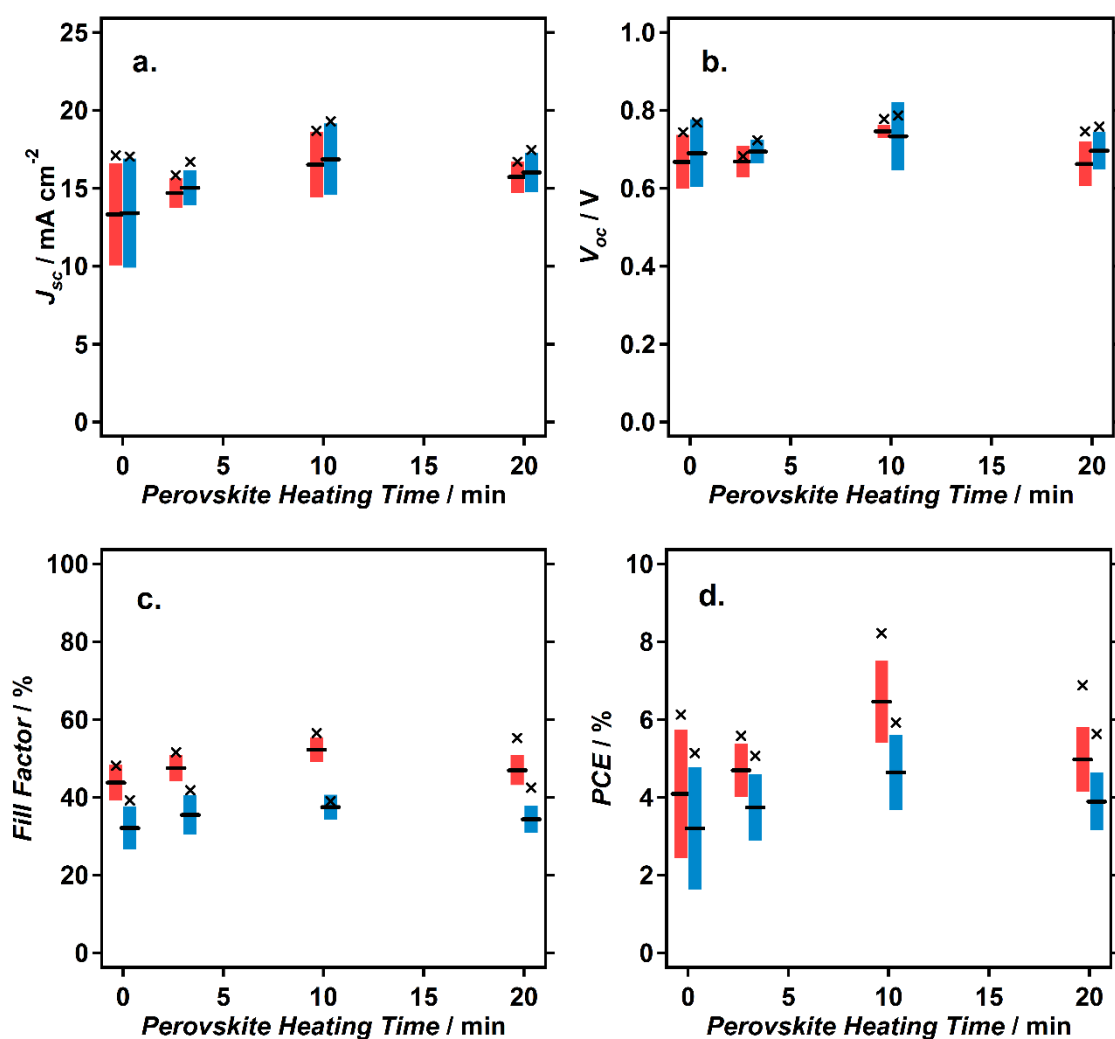 a.
25
20
15
10
5
0
J_sc / mA cm⁻²
0 5 10 15 20
Perovskite Heating Time / min
b.
1.0
0.8
0.6
0.4
0.2
0.0
V_oc / V
0 5 10 15 20
Perovskite Heating Time / min
c.
100
80
60
40
20
0
Fill Factor / %
0 5 10 15 20
Perovskite Heating Time / min
d.
10
8
6
4
2
0
PCE / %
0 5 10 15 20
Perovskite Heating Time / min